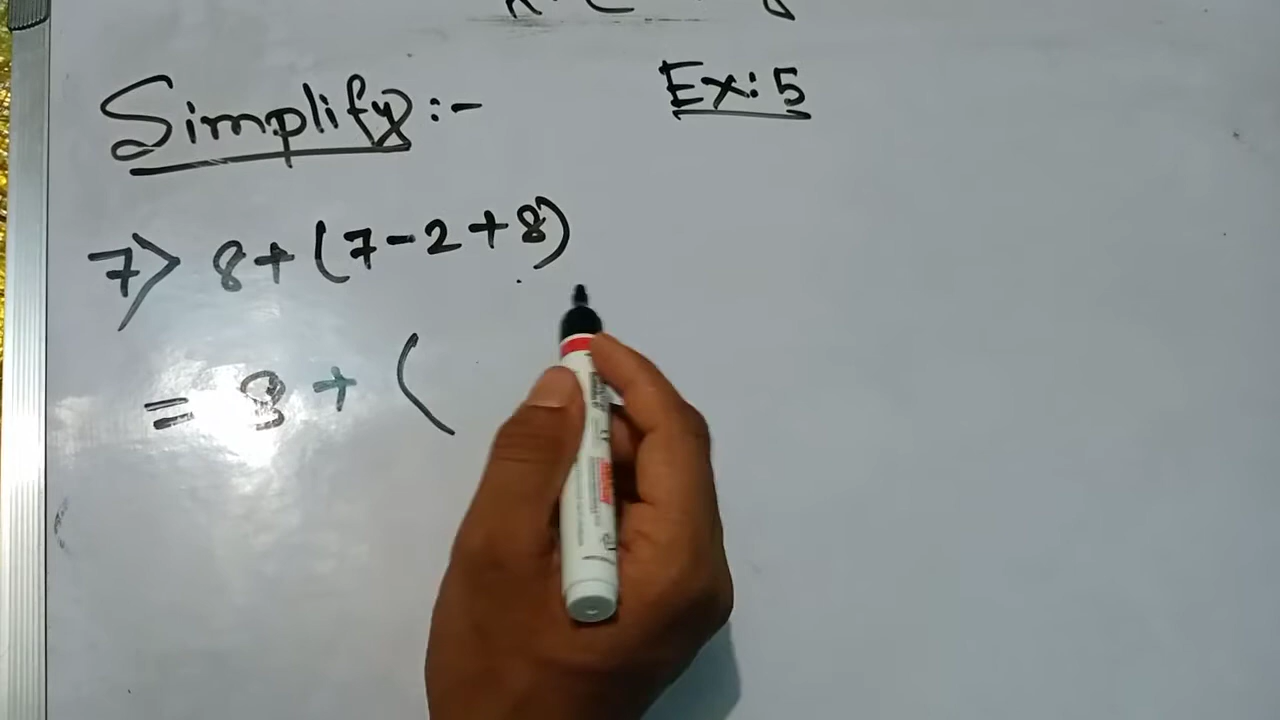 Simplify:-
Ex: 5
7> 8+(7-2+8)
= 8 + (